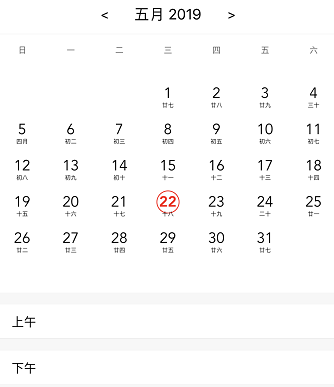 < 五月 2019 >
日 一 二 三 四 五 六
1 2 3 4
廿七 廿八 廿九 三十
5 6 7 8 9 10 11
四月 初二 初三 初四 初五 初六 初七
12 13 14 15 16 17 18
初八 初九 初十 十一 十二 十三 十四
19 20 21 22 23 24 25
十五 十六 十七 十八 十九 二十 廿一
26 27 28 29 30 31
廿二 廿三 廿四 廿五 廿六 廿七
上午
下午